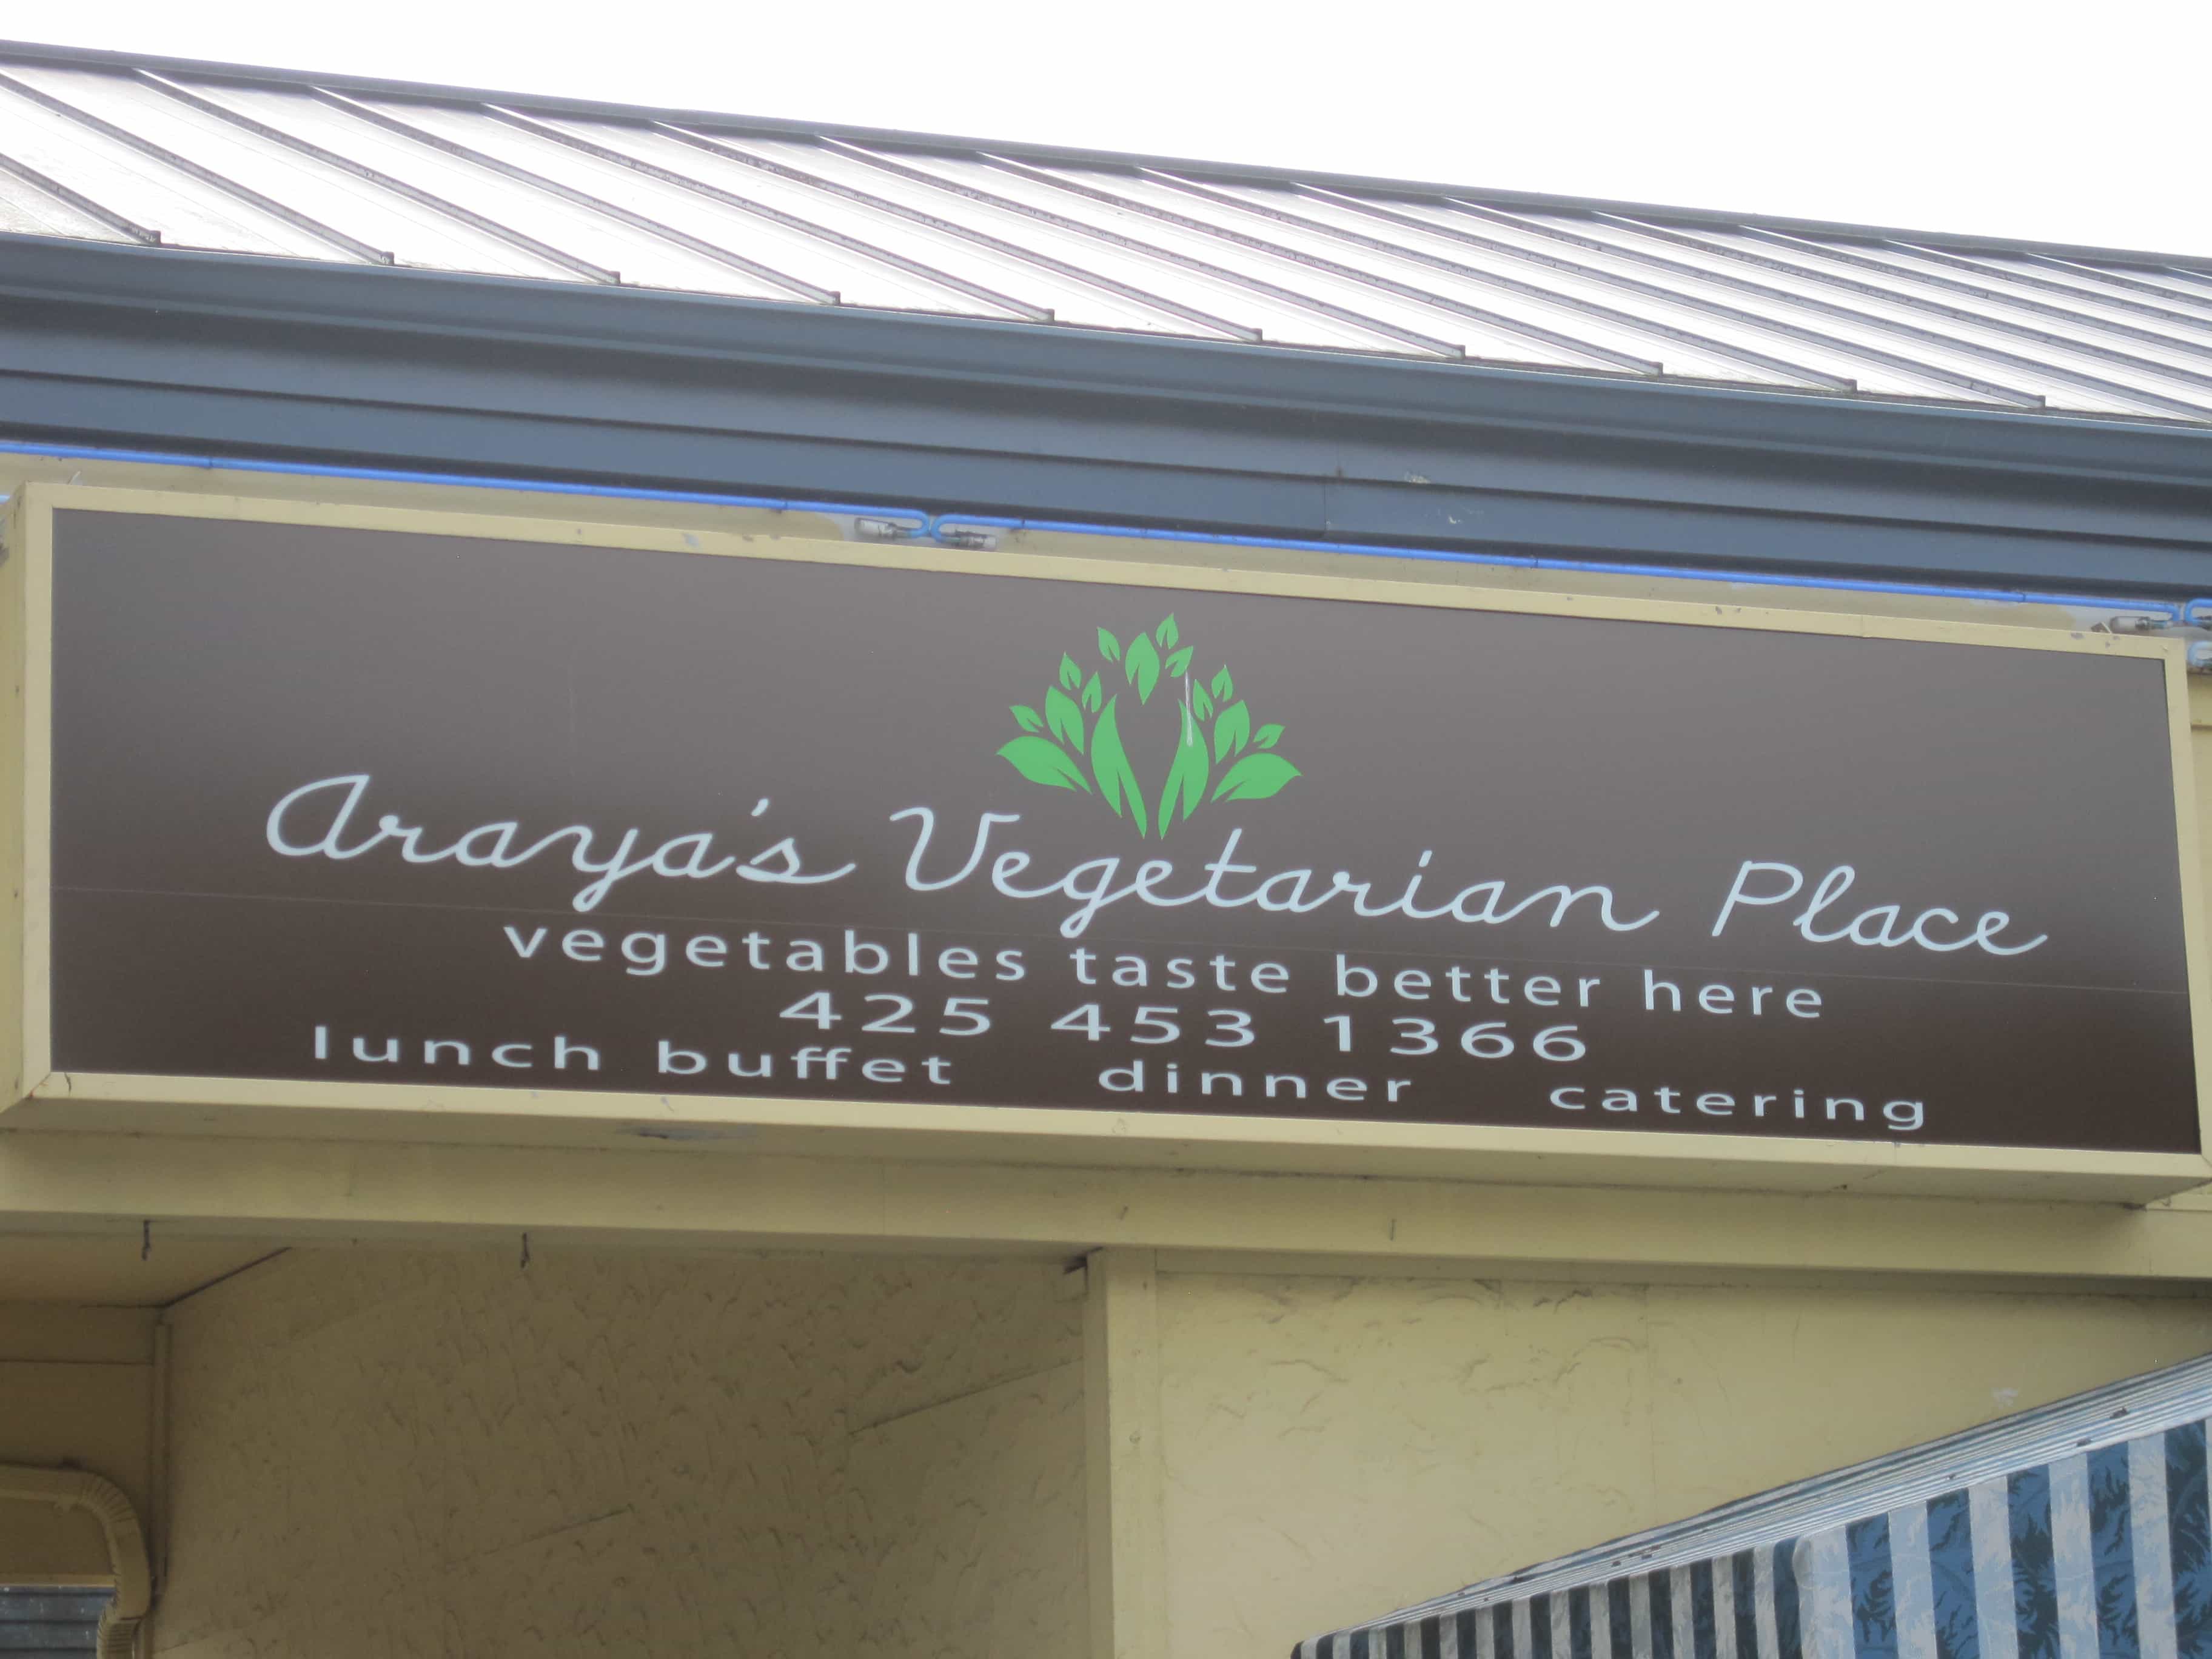 Araya's Vegetarian Place
vegetables taste better here
425 453 1366
lunch buffet dinner catering